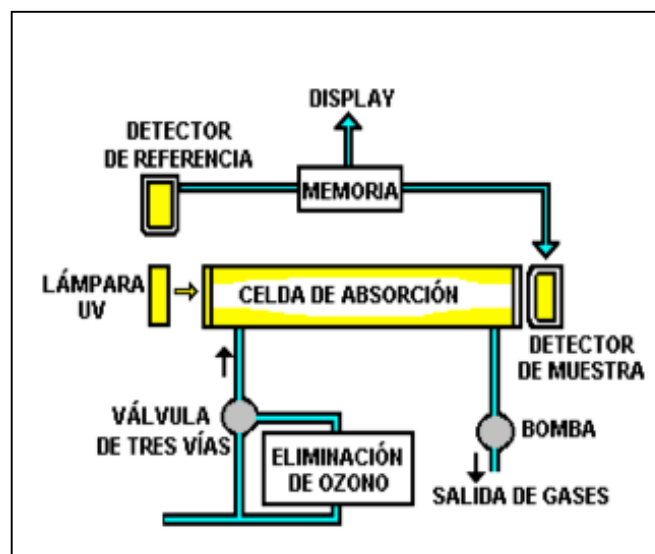 DISPLAY
DETECTOR
DE REFERENCIA
MEMORIA
LÁMPARA
UV
CELDA DE ABSORCIÓN
DETECTOR
DE MUESTRA
VÁLVULA
DE TRES VÍAS
ELIMINACIÓN
DE OZONO
BOMBA
SALIDA DE GASES